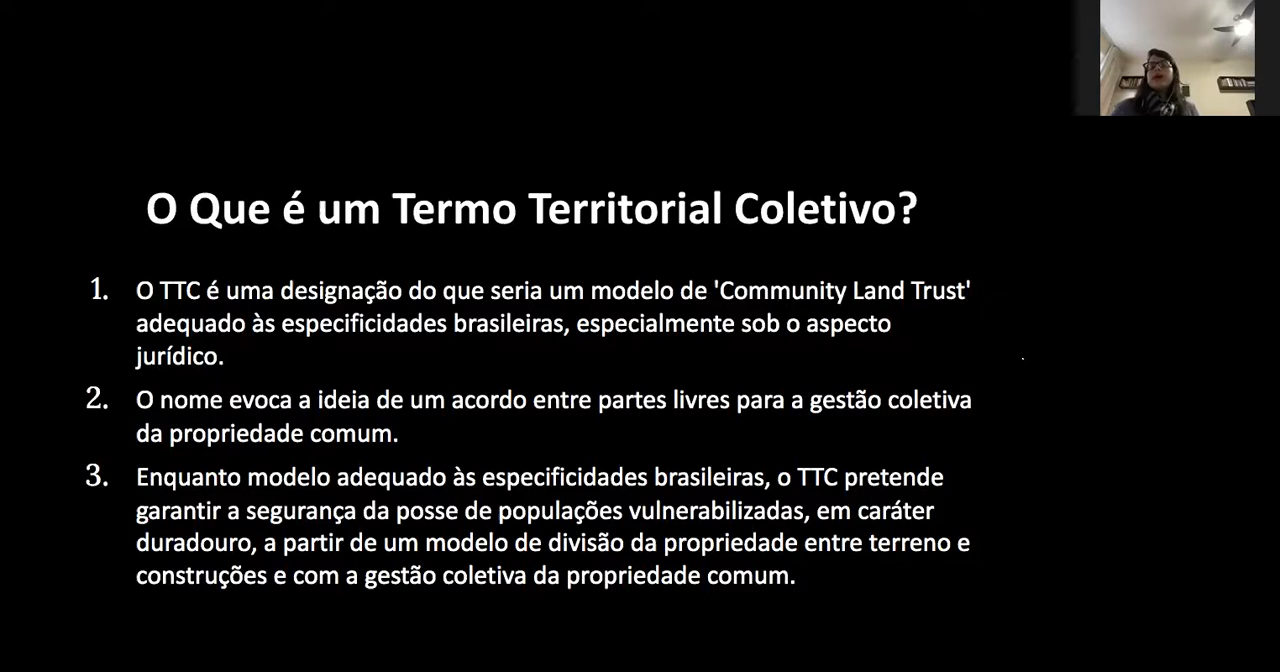 O Que é um Termo Territorial Coletivo?
1. O TTC é uma designação do que seria um modelo de 'Community Land Trust'
adequado às especificidades brasileiras, especialmente sob o aspecto
jurídico.
2. O nome evoca a ideia de um acordo entre partes livres para a gestão coletiva
da propriedade comum.
3. Enquanto modelo adequado às especificidades brasileiras, o TTC pretende
garantir a segurança da posse de populações vulnerabilizadas, em caráter
duradouro, a partir de um modelo de divisão da propriedade entre terreno e
construções e com a gestão coletiva da propriedade comum.